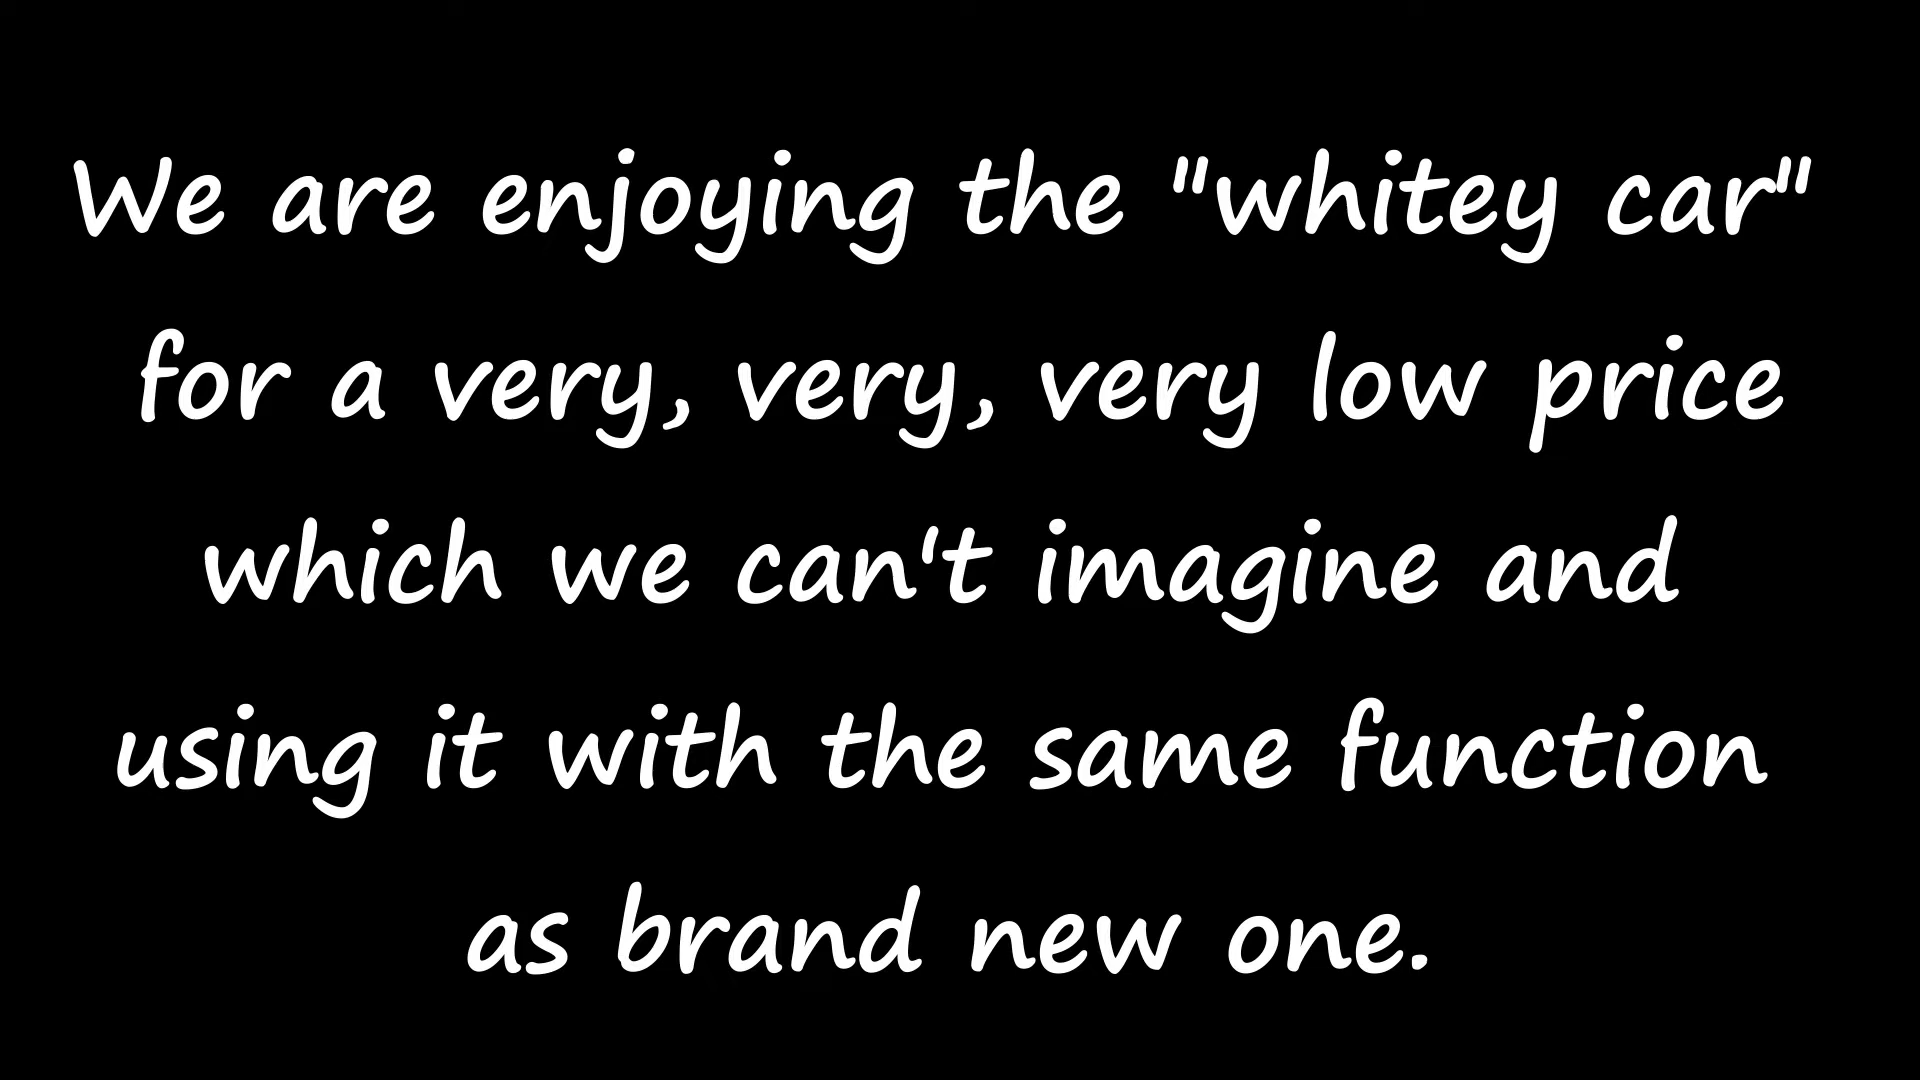 We are enjoying the "whitey car"
for a very, very, very low price
which we can't imagine and
using it with the same function
as brand new one.